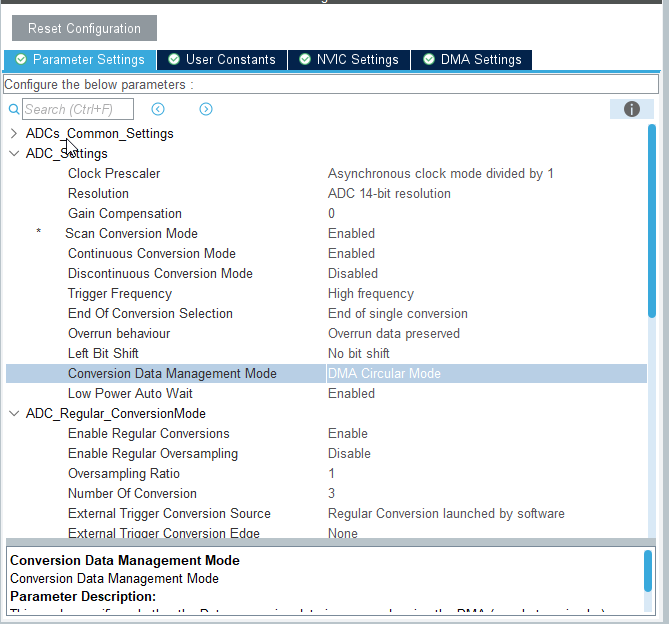 Reset Configuration
Parameter Settings User Constants NVIC Settings DMA Settings
Configure the below parameters :
Search (Ctrl+F)
ADCs_Common_Settings
ADC_Settings
Clock Prescaler Asynchronous clock mode divided by 1
Resolution ADC 14-bit resolution
Gain Compensation 0
* Scan Conversion Mode Enabled
Continuous Conversion Mode Enabled
Discontinuous Conversion Mode Disabled
Trigger Frequency High frequency
End Of Conversion Selection End of single conversion
Overrun behaviour Overrun data preserved
Left Bit Shift No bit shift
Conversion Data Management Mode DMA Circular Mode
Low Power Auto Wait Enabled
ADC_Regular_ConversionMode
Enable Regular Conversions Enable
Enable Regular Oversampling Disable
Oversampling Ratio 1
Number Of Conversion 3
External Trigger Conversion Source Regular Conversion launched by software
External Trigger Conversion Edge None
Conversion Data Management Mode
Conversion Data Management Mode
Parameter Description: